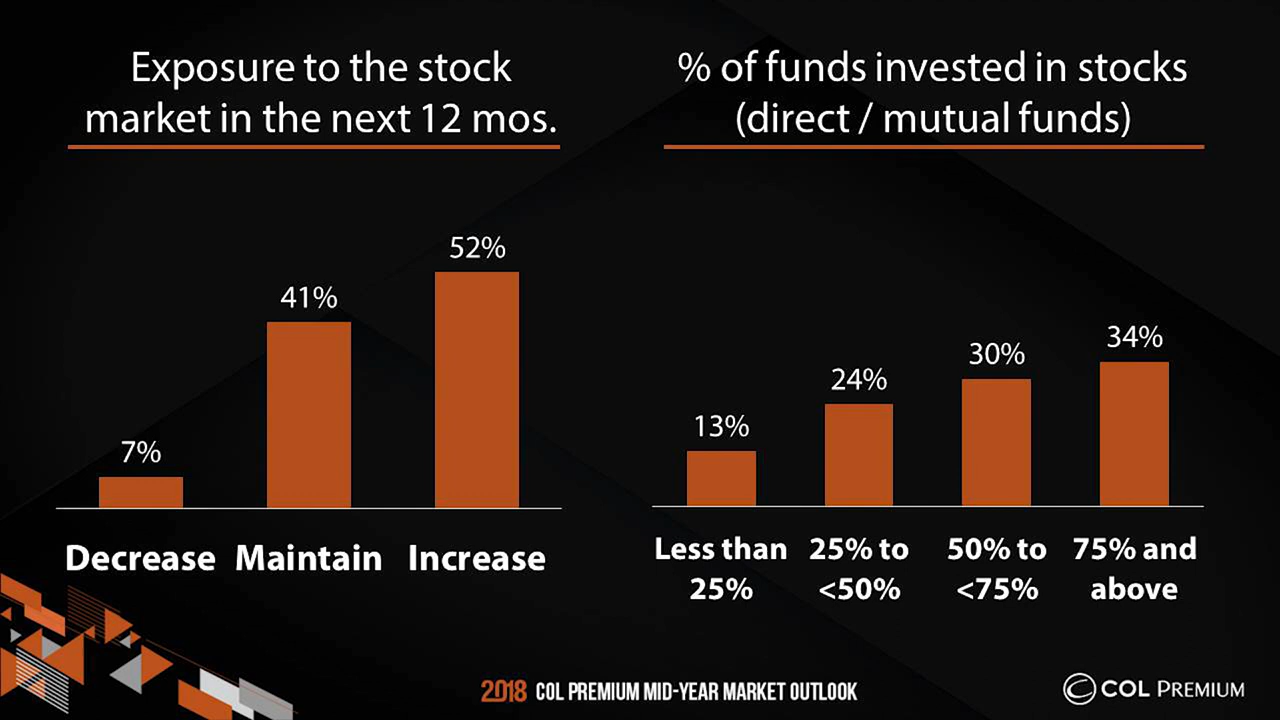 Exposure to the stock
market in the next 12 mos.
52%
41%
7%
Decrease Maintain Increase
% of funds invested in stocks
(direct / mutual funds)
34%
30%
24%
13%
Less than 25% to 50% to 75% and
25% <50% <75% above
2018 COL PREMIUM MID-YEAR MARKET OUTLOOK
COL PREMIUM